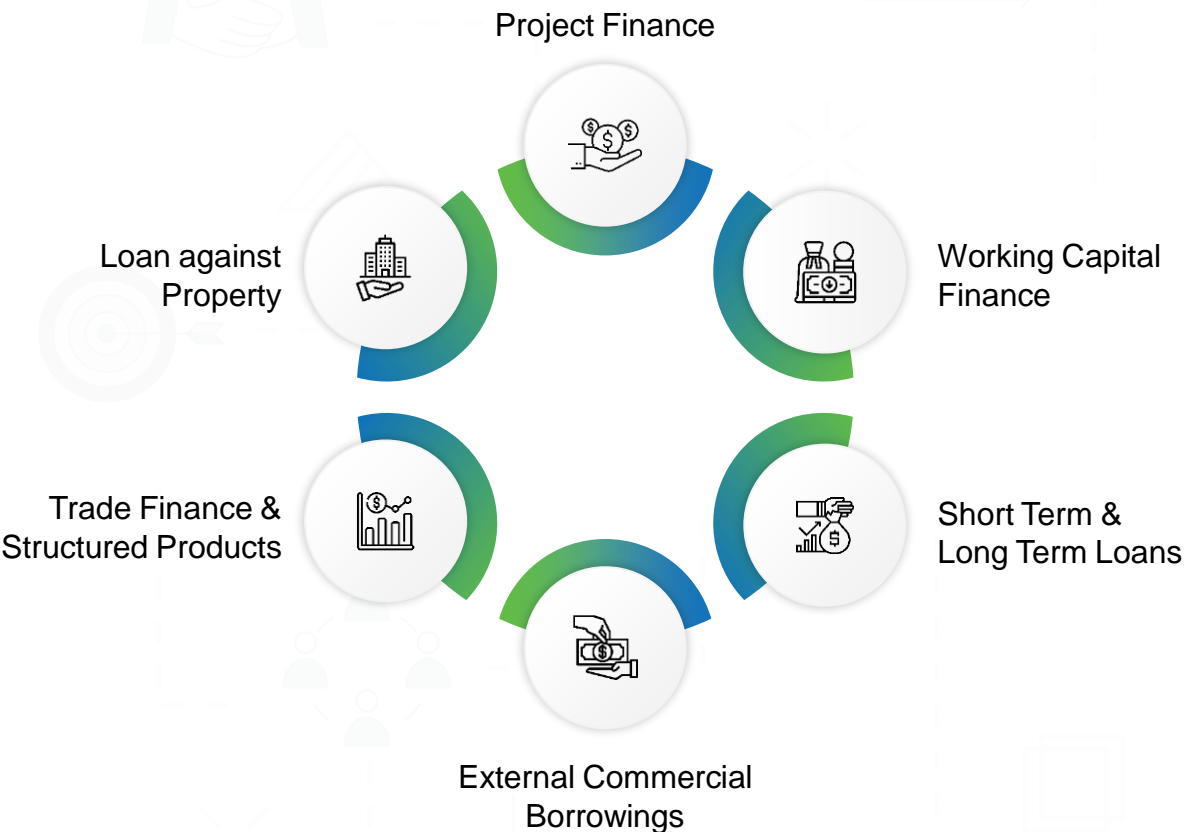 Project Finance
Working Capital
Finance
Short Term &
Long Term Loans
External Commercial
Borrowings
Trade Finance &
Structured Products
Loan against
Property